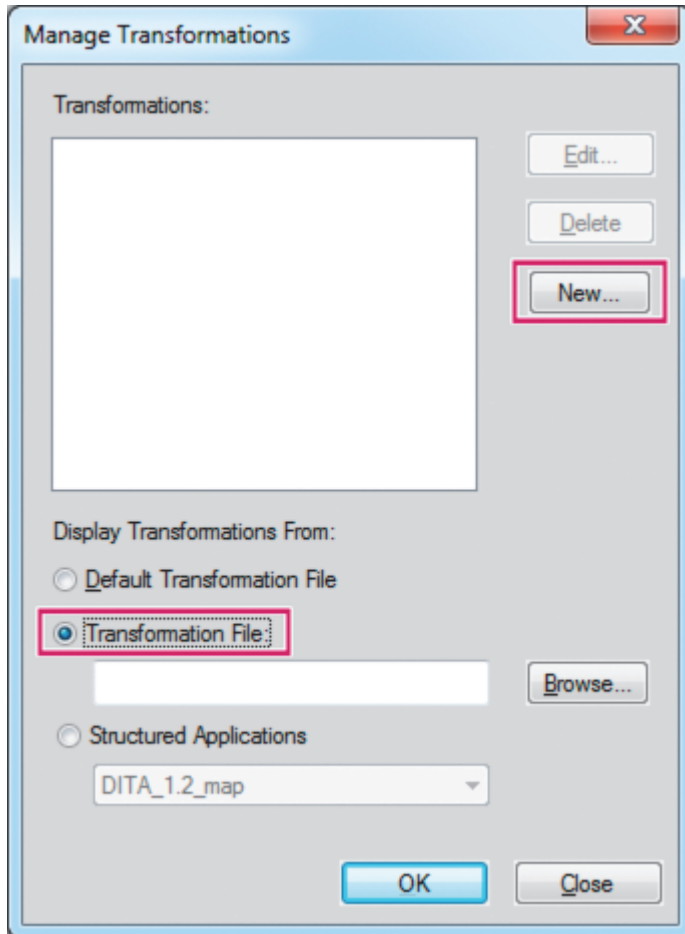 Manage Transformations
Transformations:
Edit...
Delete
New...
Display Transformations From:
Default Transformation File
Transformation File:
Browse...
Structured Applications
DITA_1.2_map
OK
Close